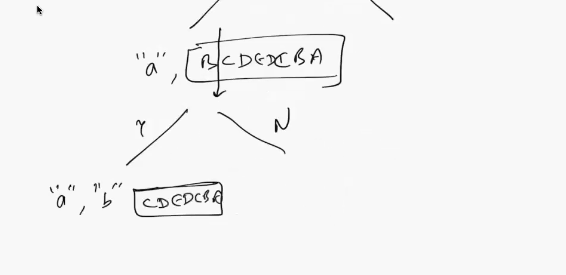 "a", BCDEDCBA
Y N
"a", "b" CDEDCBA